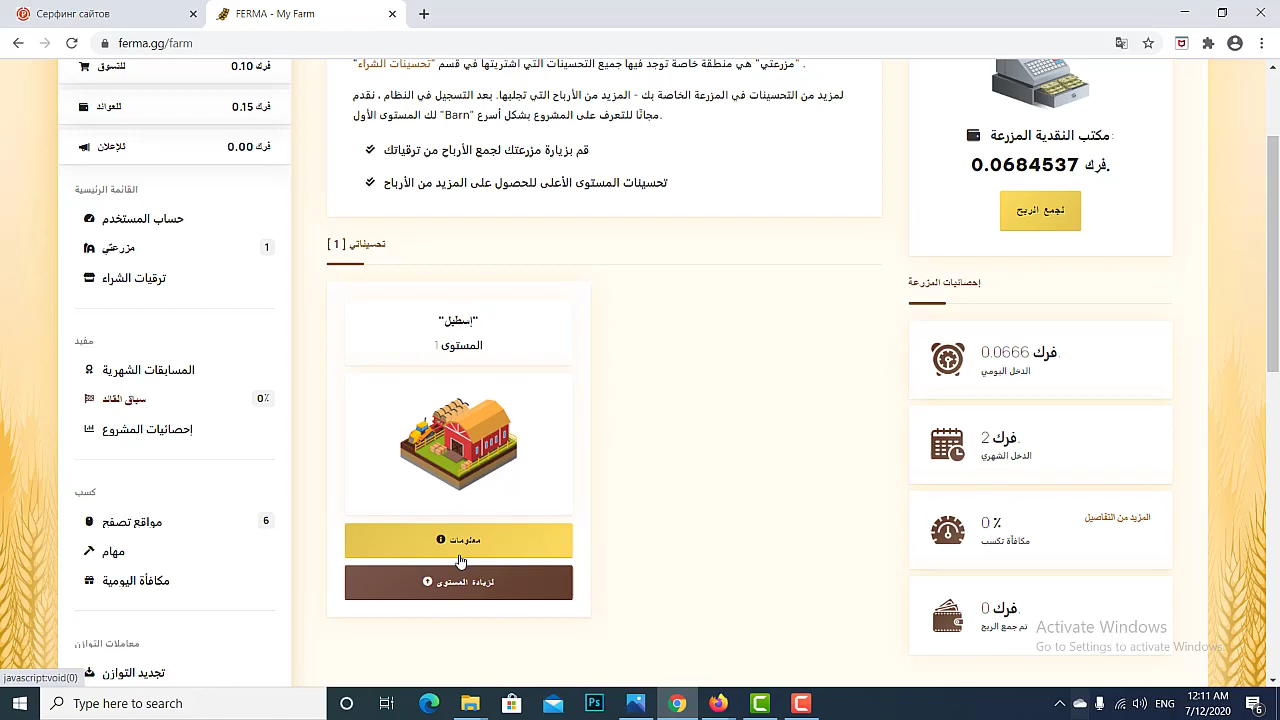 Серфинг сайтов
FERMA - My Farm
ferma.gg/farm
للتسوق
0.10 فرك
للعوائد
0.15 فرك
للإعلان
0.00 فرك
القائمة الرئيسية
حساب المستخدم
مزرعتي
1
ترقيات الشراء
مفيد
المسابقات الشهرية
سباق القائد
0٪
إحصائيات المشروع
كسب
مواقع تصفح
6
مهام
مكافأة اليومية
معاملات التوازن
تجديد التوازن
"مزرعتي" هي منطقة خاصة توجد فيها جميع التحسينات التي اشتريتها في قسم "تحسينات الشراء" .
لمزيد من التحسينات في المزرعة الخاصة بك - المزيد من الأرباح التي تجلبها. بعد التسجيل في النظام ، نقدم
لك المستوى الأول "Barn" مجانًا للتعرف على المشروع بشكل أسرع.
قم بزيارة مزرعتك لجمع الأرباح من ترقياتك
تحسينات المستوى الأعلى للحصول على المزيد من الأرباح
تحسيناتي [ 1 ]
"إسطبل"
المستوى 1
معلومات
لزيادة المستوى
مكتب النقدية المزرعة:
0.0684537 فرك.
لجمع الربح
إحصائيات المزرعة
0.0666 فرك.
الدخل اليومي
2 فرك.
الدخل الشهري
0 ٪
المزيد من التفاصيل
مكافأة تكسب
0 فرك.
تم جمع الربح
Activate Windows
Go to Settings to activate Windows.
javascript:void(0)
Type here to search
Ps
ENG
12:11 AM
7/12/2020
6